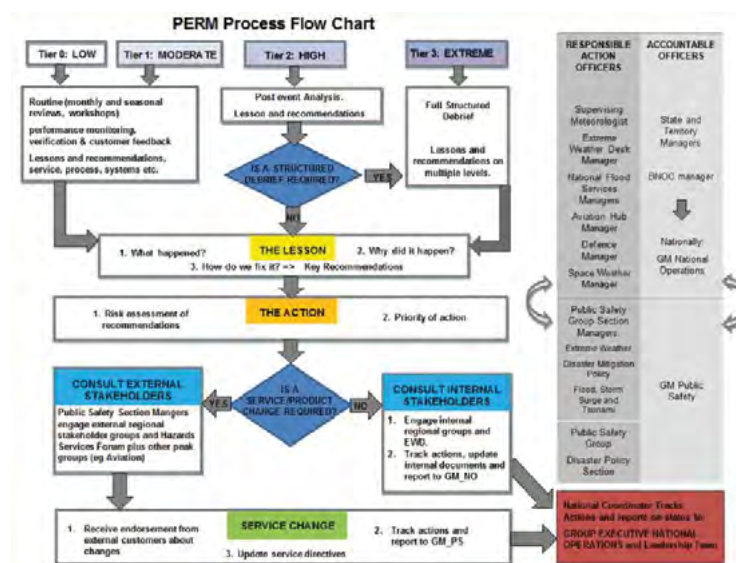 PERM Process Flow Chart
Tier 0: LOW
Tier 1: MODERATE
Tier 2: HIGH
Tier 3: EXTREME
Routine (monthly and seasonal
reviews, workshops)
performance monitoring,
verification & customer feedback
Lessons and recommendations,
service, process, systems etc.
Post event Analysis.
Lesson and recommendations
Full Structured
Debrief
Lessons and
recommendations on
multiple levels.
IS A STRUCTURED
DEBRIEF REQUIRED?
YES
NO
1. What happened?
THE LESSON
2. Why did it happen?
3. How do we fix it? -> Key Recommendations
1. Risk assessment of
recommendations
THE ACTION
2. Priority of action
IS A
SERVICE/PRODUCT
CHANGE REQUIRED?
YES
NO
CONSULT EXTERNAL
STAKEHOLDERS
Public Safety Section Mangers
engage external regional
stakeholder groups and Hazards
Services Forum plus other peak
groups (eg Aviation)
CONSULT INTERNAL
STAKEHOLDERS
1. Engage internal
regional groups and
EWD.
2. Track actions, update
internal documents and
report to GM_NO
1. Receive endorsement from
external customers about
changes
SERVICE CHANGE
3. Update service directives
2. Track actions and
report to GM_PS
RESPONSIBLE
ACTION
OFFICERS
ACCOUNTABLE
OFFICERS
Supervising
Meteorologist
Extreme
Weather Desk
Manager
National Flood
Services
Managers
Aviation Hub
Manager
Defence
Manager
Space Weather
Manager
State and
Territory
Managers
BNOC manager
Nationally:
GM National
Operations
Public Safety
Group Section
Managers.
Extreme Weather
Disaster Mitigation
Policy
Flood, Storm
Surge and
Tsunami
GM Public
Safety
Public Safety
Group
Disaster Policy
Section
National Coordinator Tracks
Actions and reports on status to:
GROUP EXECUTIVE NATIONAL
OPERATIONS and Leadership Team